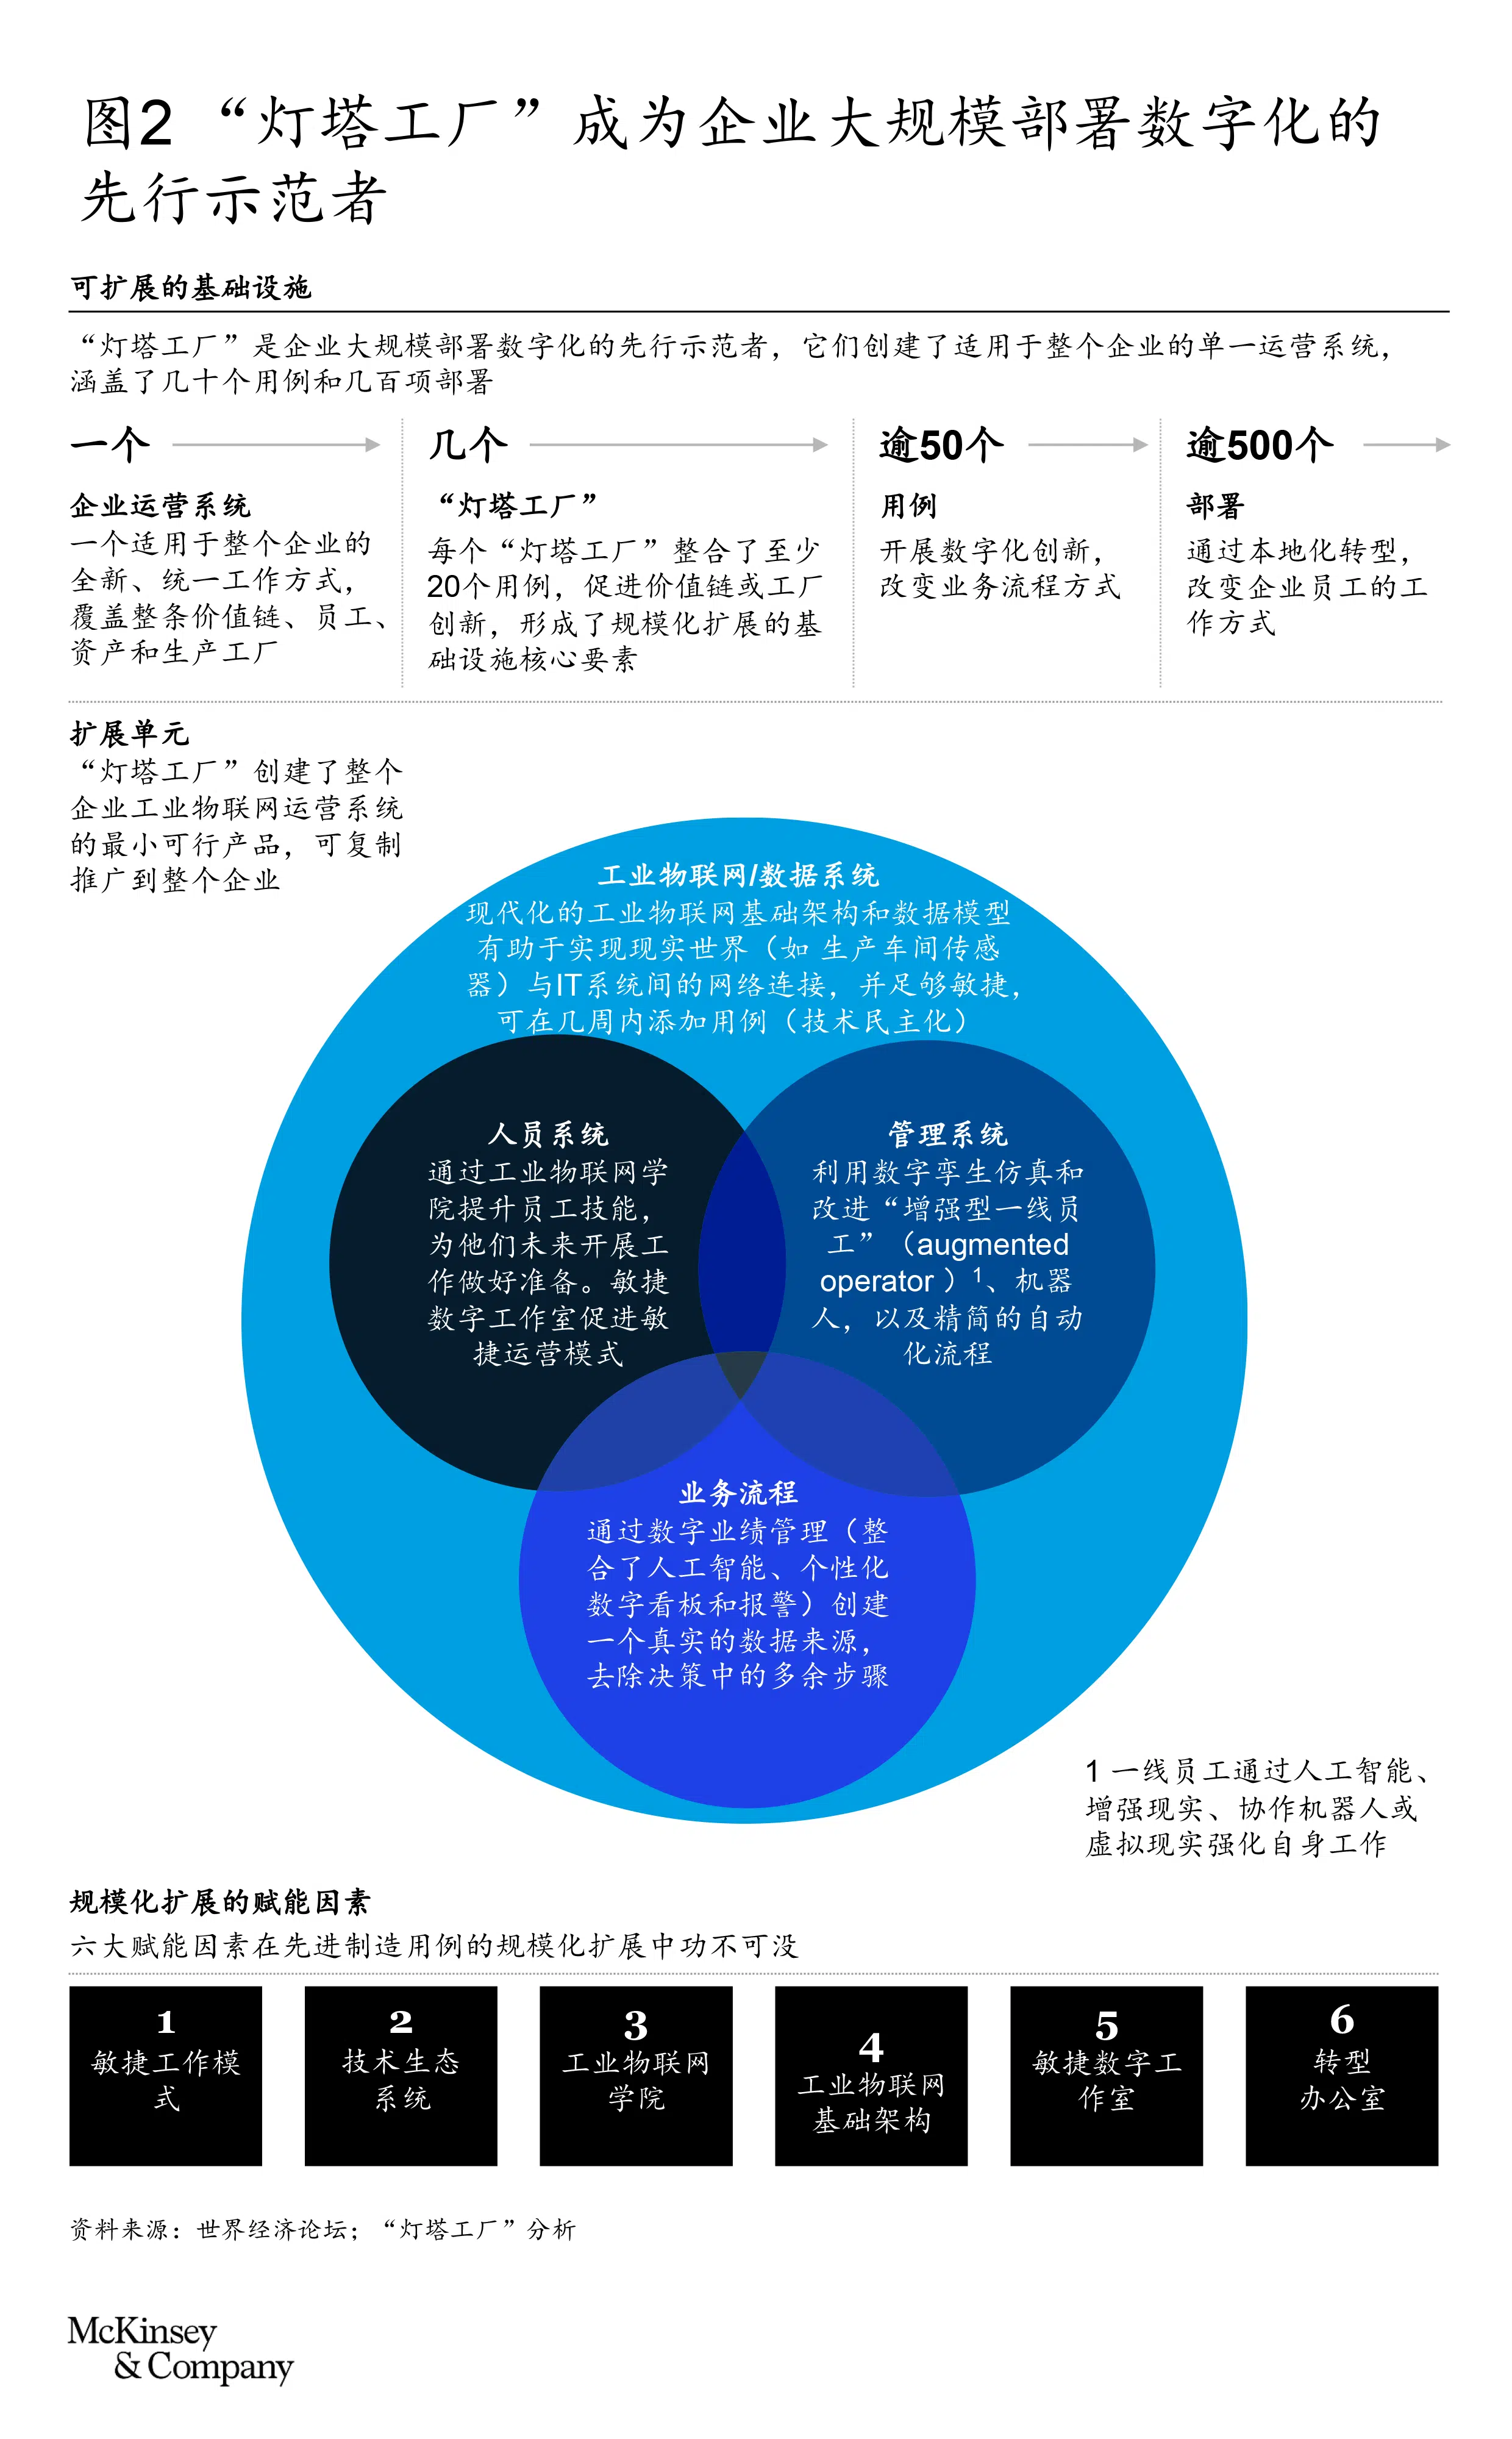 图2 “灯塔工厂”成为企业大规模部署数字化的
先行示范者
可扩展的基础设施
“灯塔工厂”是企业大规模部署数字化的先行示范者，它们创建了适用于整个企业的单一运营系统，
涵盖了几十个用例和几百项部署
一个
企业运营系统
一个适用于整个企业的
全新、统一工作方式，
覆盖整条价值链、员工、
资产和生产工厂
几个
“灯塔工厂”
每个“灯塔工厂”整合了至少
20个用例，促进价值链或工厂
创新，形成了规模化扩展的基
础设施核心要素
逾50个
用例
开展数字化创新，
改变业务流程方式
逾500个
部署
通过本地化转型，
改变企业员工的工
作方式
扩展单元
“灯塔工厂”创建了整个
企业工业物联网运营系统
的最小可行产品，可复制
推广到整个企业
工业物联网/数据系统
现代化的工业物联网基础架构和数据模型
有助于实现现实世界（如 生产车间传感
器）与IT系统间的网络连接，并足够敏捷，
可在几周内添加用例（技术民主化）
人员系统
通过工业物联网学
院提升员工技能，
为他们未来开展工
作做好准备。敏捷
数字工作室促进敏
捷运营模式
管理系统
利用数字孪生仿真和
改进“增强型一线员
工”（augmented
operator ）1、机器
人，以及精简的自动
化流程
业务流程
通过数字业绩管理（整
合了人工智能、个性化
数字看板和报警）创建
一个真实的数据来源，
去除决策中的多余步骤
1 一线员工通过人工智能、
增强现实、协作机器人或
虚拟现实强化自身工作
规模化扩展的赋能因素
六大赋能因素在先进制造用例的规模化扩展中功不可没
1
敏捷工作模
式
2
技术生态
系统
3
工业物联网
学院
4
工业物联网
基础架构
5
敏捷数字工
作室
6
转型
办公室
资料来源：世界经济论坛；“灯塔工厂”分析
McKinsey
& Company